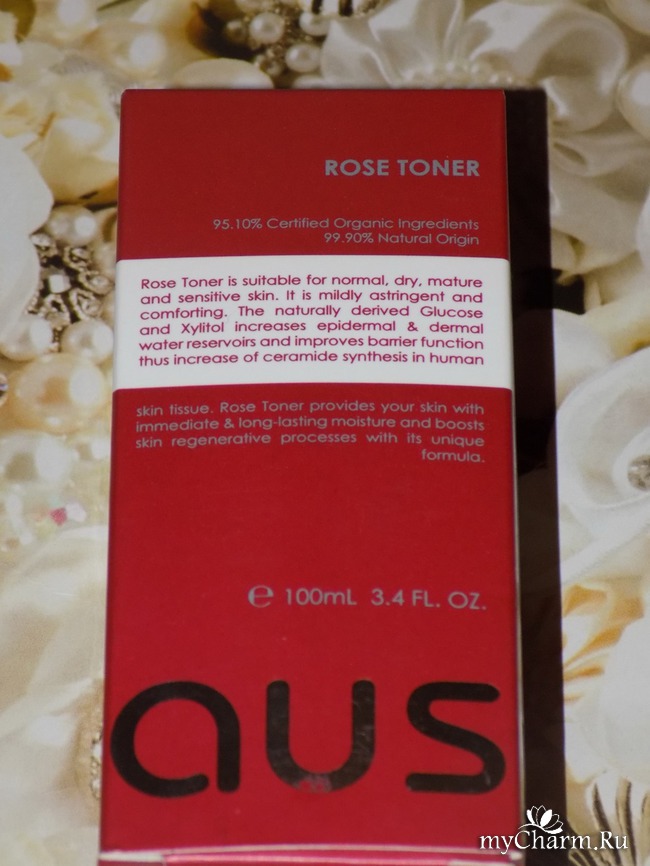 ROSE TONER
95.10% Certified Organic Ingredients
99.90% Natural Origin
Rose Toner is suitable for normal, dry, mature
and sensitive skin. It is mildly astringent and
comforting. The naturally derived Glucose
and Xylitol increases epidermal & dermal
water reservoirs and improves barrier function
thus increase of ceramide synthesis in human
skin tissue. Rose Toner provides your skin with
immediate & long-lasting moisture and boosts
skin regenerative processes with its unique
formula.
℮ 100mL 3.4 FL. OZ.
aus
myCharm.Ru